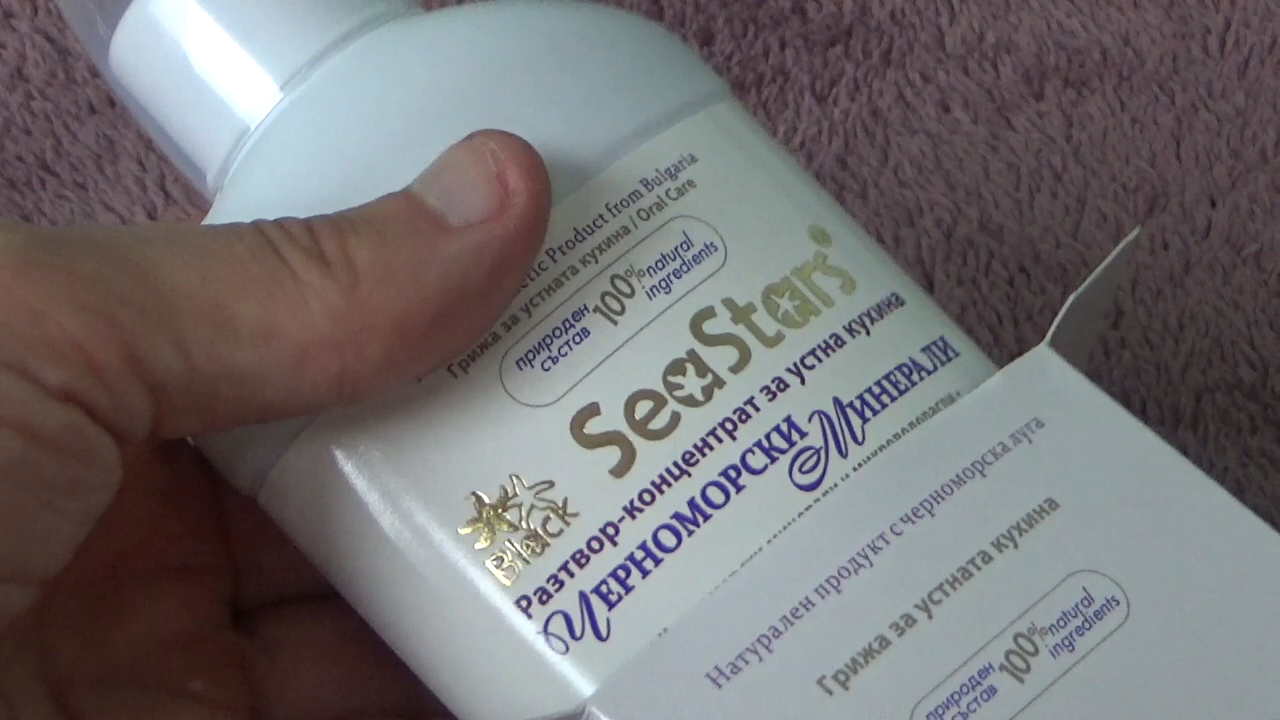 Product from Bulgaria
Грижа за устната кухина / Oral Care
природен състав 100% natural ingredients
Black SeaStars®
Разтвор-концентрат за устна кухина
Черноморски Минерали
Натурален продукт с черноморска луга
Грижа за устната кухина
природен състав 100% natural ingredients